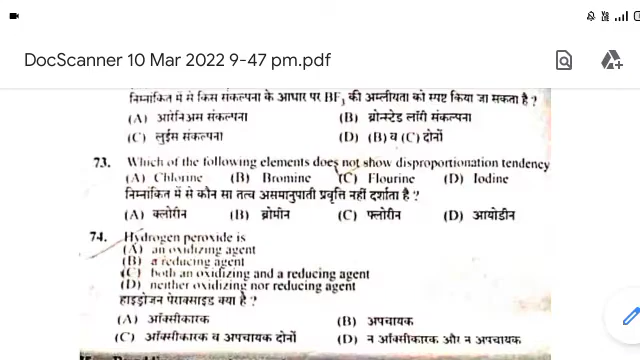 DocScanner 10 Mar 2022 9-47 pm.pdf
निम्नांकित में से किस संकल्पना के आधार पर BF3 की अम्लीयता को स्पष्ट किया जा सकता है ?
(A) आरेनिअस संकल्पना (B) ब्रोन्स्टेड लॉरी संकल्पना
(C) लुईस संकल्पना (D) (B) व (C) दोनों
73. Which of the following elements does not show disproportionation tendency
(A) Chlorine (B) Bromine (C) Flourine (D) Iodine
निम्नांकित में से कौन सा तत्व असमानुपाती प्रवृत्ति नहीं दर्शाता है ?
(A) क्लोरीन (B) ब्रोमीन (C) फ्लोरीन (D) आयोडीन
74. Hydrogen peroxide is
(A) an oxidizing agent
(B) a reducing agent
(C) both an oxidizing and a reducing agent
(D) neither oxidizing nor reducing agent
हाइड्रोजन पेराक्साइड क्या है ?
(A) ऑक्सीकारक (B) अपचायक
(C) ऑक्सीकारक व अपचायक दोनों (D) न ऑक्सीकारक और न अपचायक